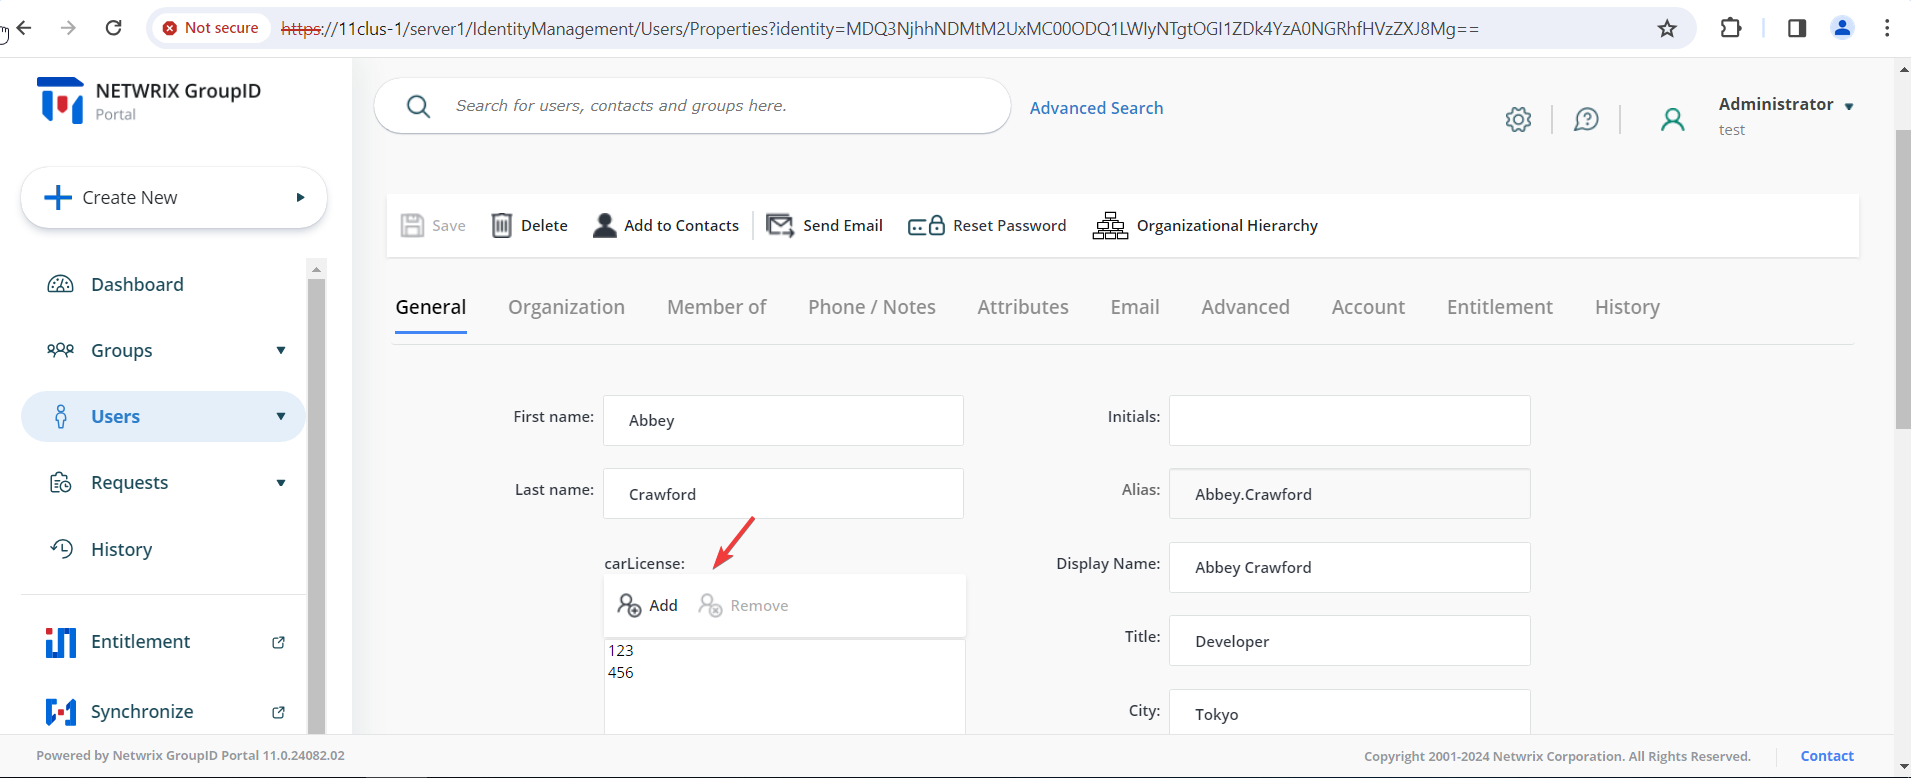 Not secure https://11clus-1/server1/IdentityManagement/Users/Properties?identity=MDQ3NjhhNDMtM2UxMC00ODQ1LWIyNTgtOGI1ZDk4YzA0NGRhfHVzZXJ8Mg==
NETWRIX GroupID
Portal
Search for users, contacts and groups here.
Advanced Search
Administrator
test
Create New
Save Delete Add to Contacts Send Email Reset Password Organizational Hierarchy
Dashboard
Groups
Users
Requests
History
Entitlement
Synchronize
General Organization Member of Phone / Notes Attributes Email Advanced Account Entitlement History
First name: Abbey
Initials:
Last name: Crawford
Alias: Abbey.Crawford
carLicense:
Add Remove
123
456
Display Name: Abbey Crawford
Title: Developer
City: Tokyo
Powered by Netwrix GroupID Portal 11.0.24082.02
Copyright 2001-2024 Netwrix Corporation. All Rights Reserved.
Contact